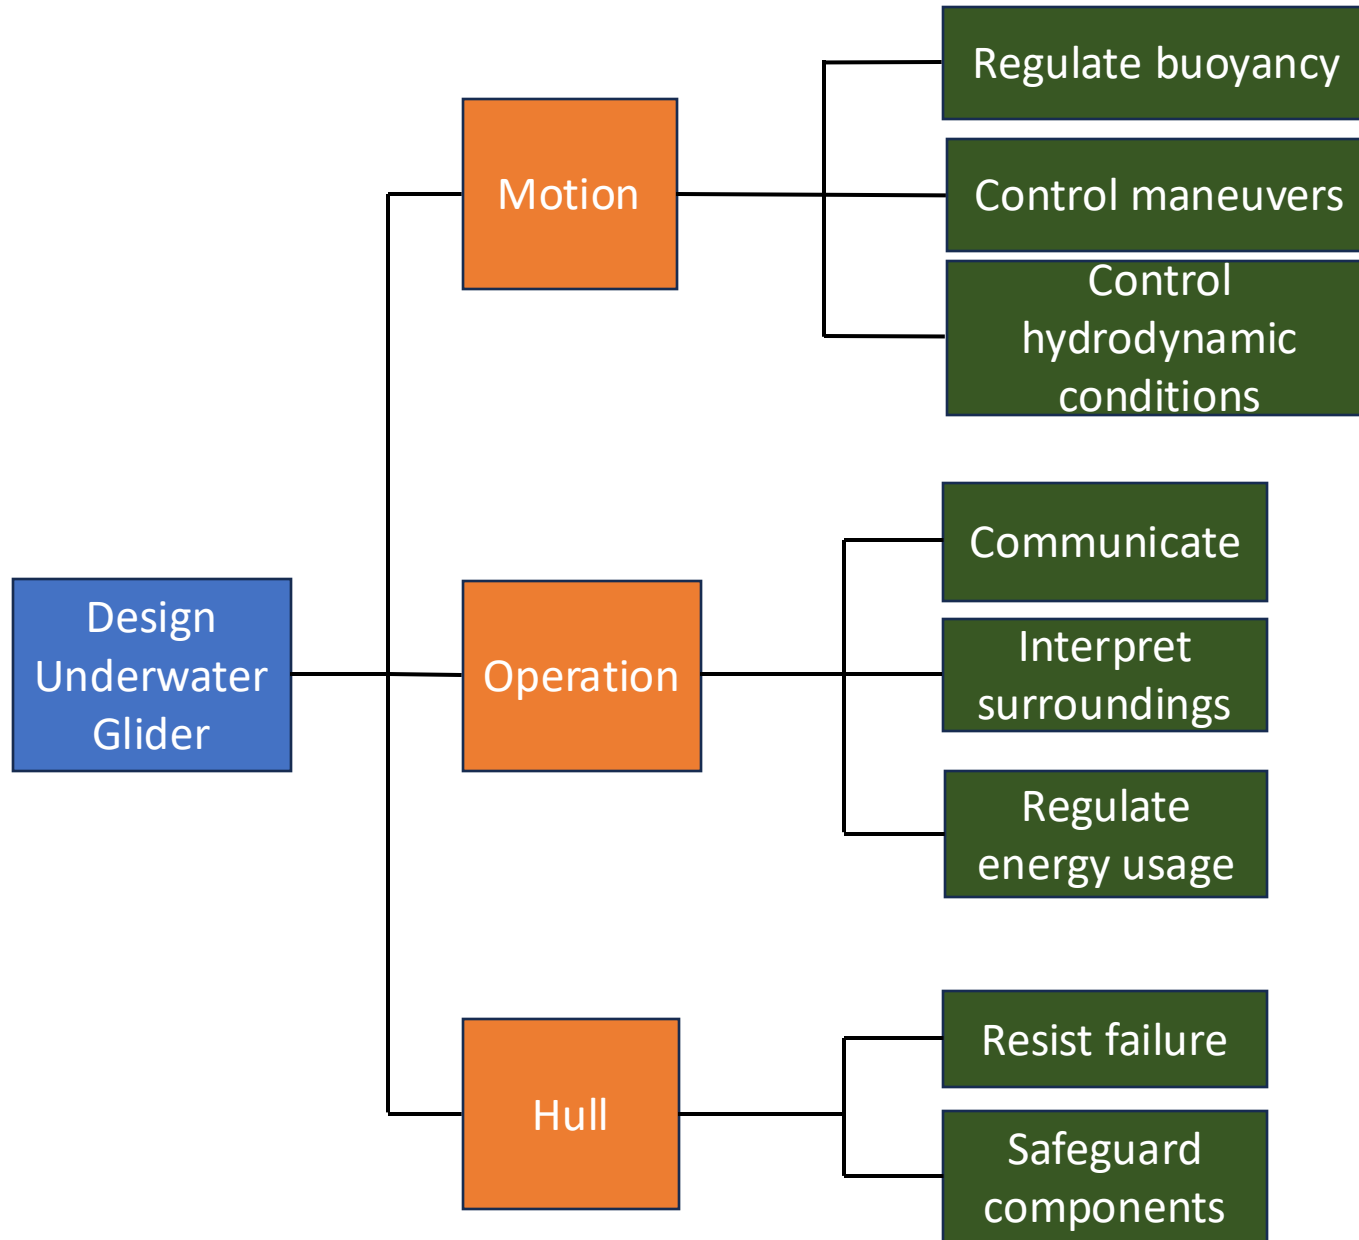 Regulate buoyancy
Motion
Control maneuvers
Control
hydrodynamic
conditions
Communicate
Design
Underwater
Glider
Operation
Interpret
surroundings
Regulate
energy usage
Resist failure
Hull
Safeguard
components